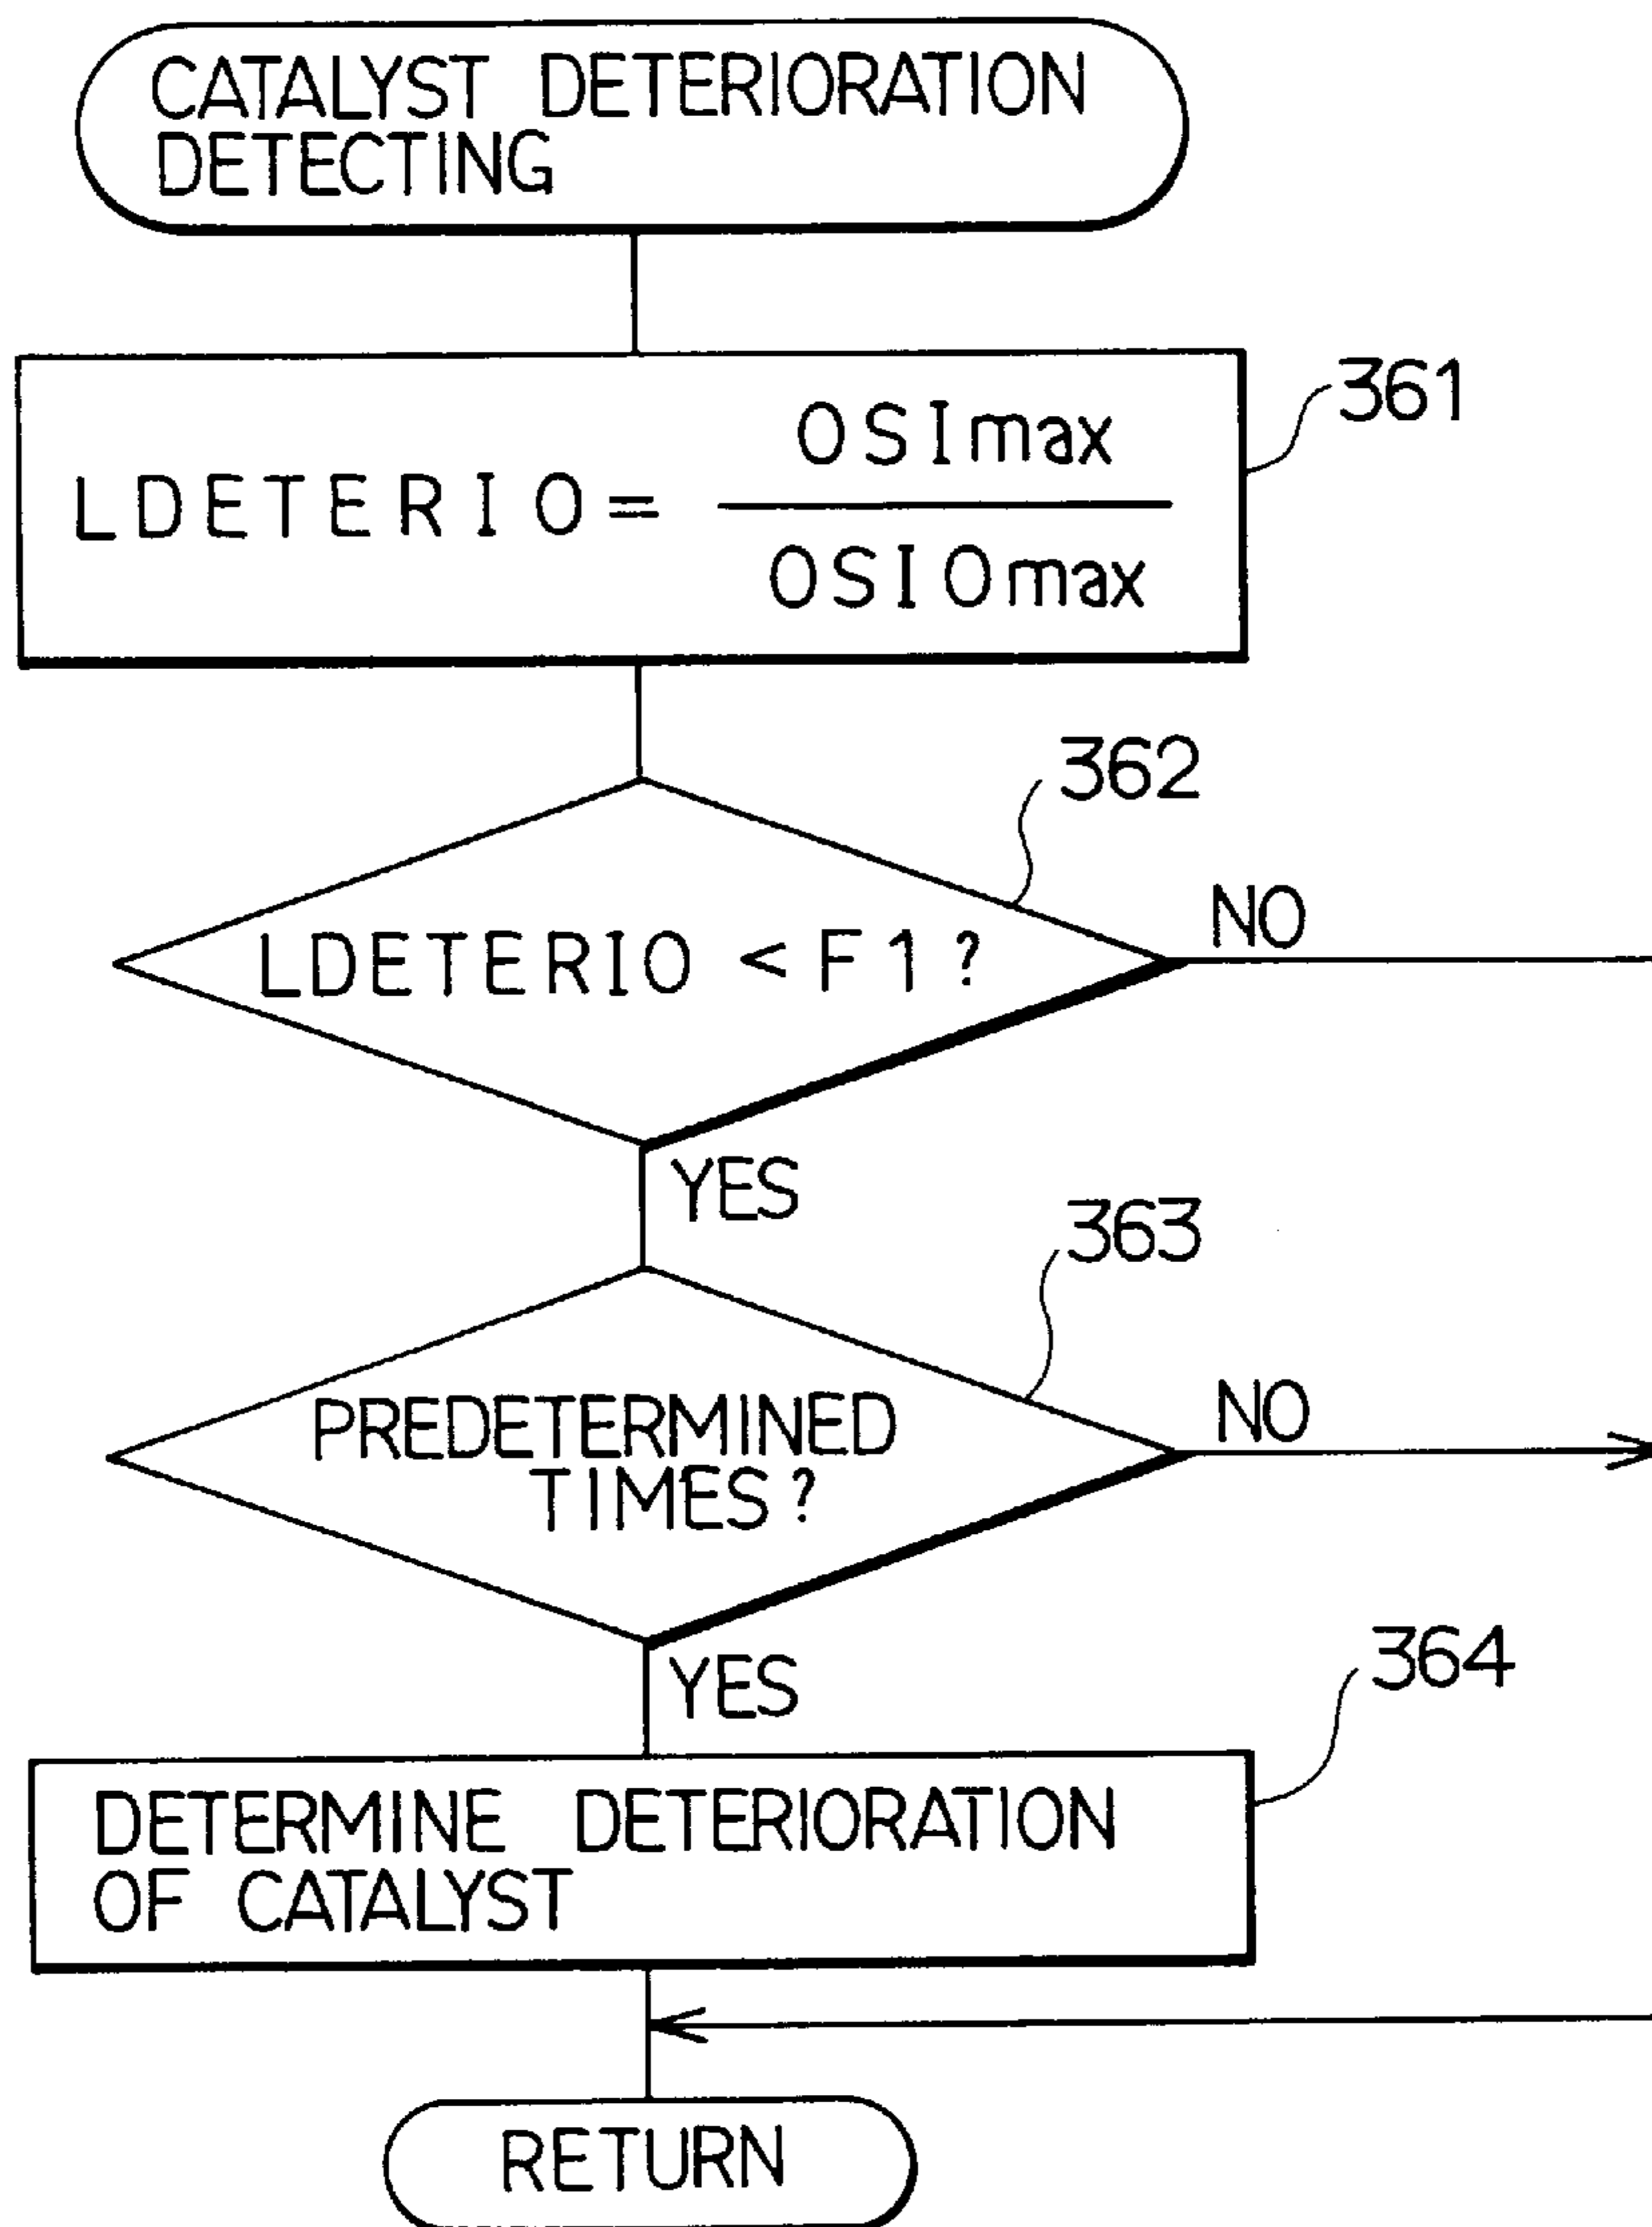 CATALYST DETERIORATION
DETECTING
361
OSImax
LDETERIO=
OSIOmax
362
LDETERIO < F1?
NO
YES
363
PREDETERMINED
TIMES?
NO
YES
364
DETERMINE DETERIORATION
OF CATALYST
RETURN